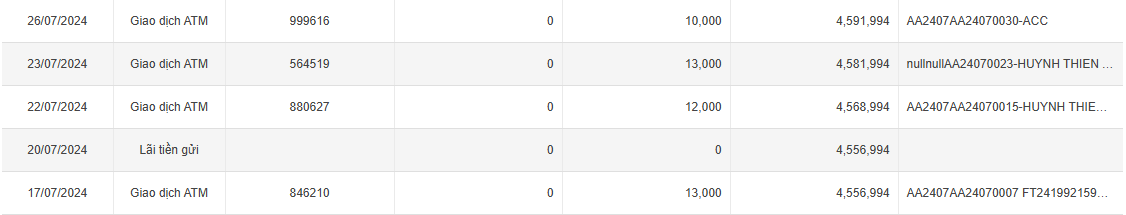 26/07/2024 Giao dịch ATM 999616 0 10,000 4,591,994 AA2407AA24070030-ACC
23/07/2024 Giao dịch ATM 564519 0 13,000 4,581,994 nullnullAA24070023-HUYNH THIEN ...
22/07/2024 Giao dịch ATM 880627 0 12,000 4,568,994 AA2407AA24070015-HUYNH THIE...
20/07/2024 Lãi tiền gửi 0 0 4,556,994
17/07/2024 Giao dịch ATM 846210 0 13,000 4,556,994 AA2407AA24070007 FT241992159...